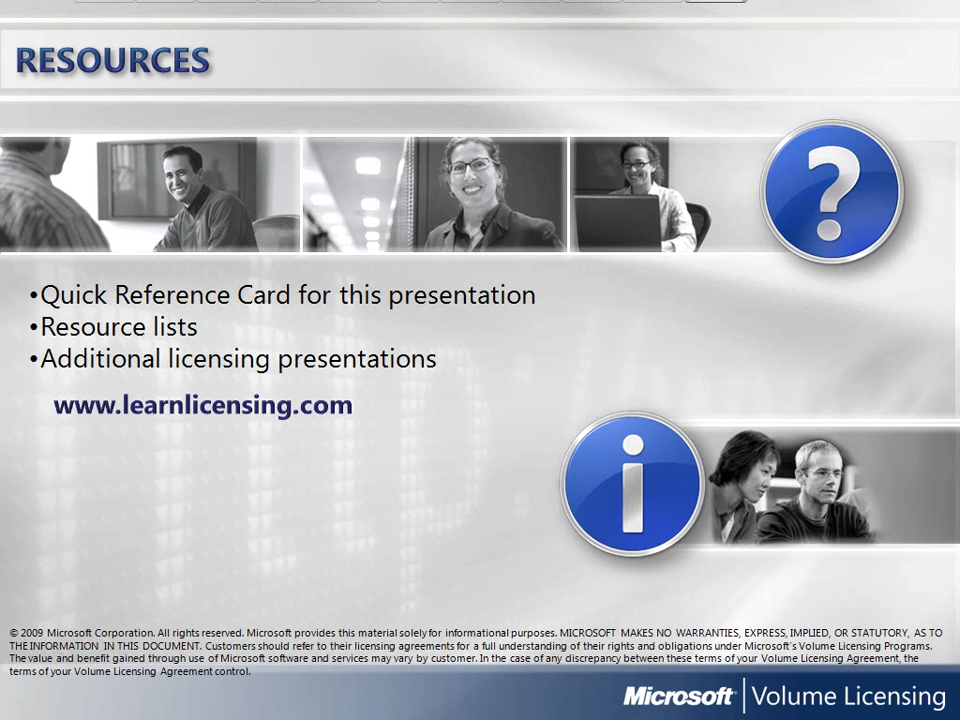 RESOURCES
?
•Quick Reference Card for this presentation
•Resource lists
•Additional licensing presentations
www.learnlicensing.com
i
© 2009 Microsoft Corporation. All rights reserved. Microsoft provides this material solely for informational purposes. MICROSOFT MAKES NO WARRANTIES, EXPRESS, IMPLIED, OR STATUTORY, AS TO
THE INFORMATION IN THIS DOCUMENT. Customers should refer to their licensing agreements for a full understanding of their rights and obligations under Microsoft's Volume Licensing Programs.
The value and benefit gained through use of Microsoft software and services may vary by customer. In the case of any discrepancy between these terms of your Volume Licensing Agreement, the
terms of your Volume Licensing Agreement control.
Microsoft | Volume Licensing